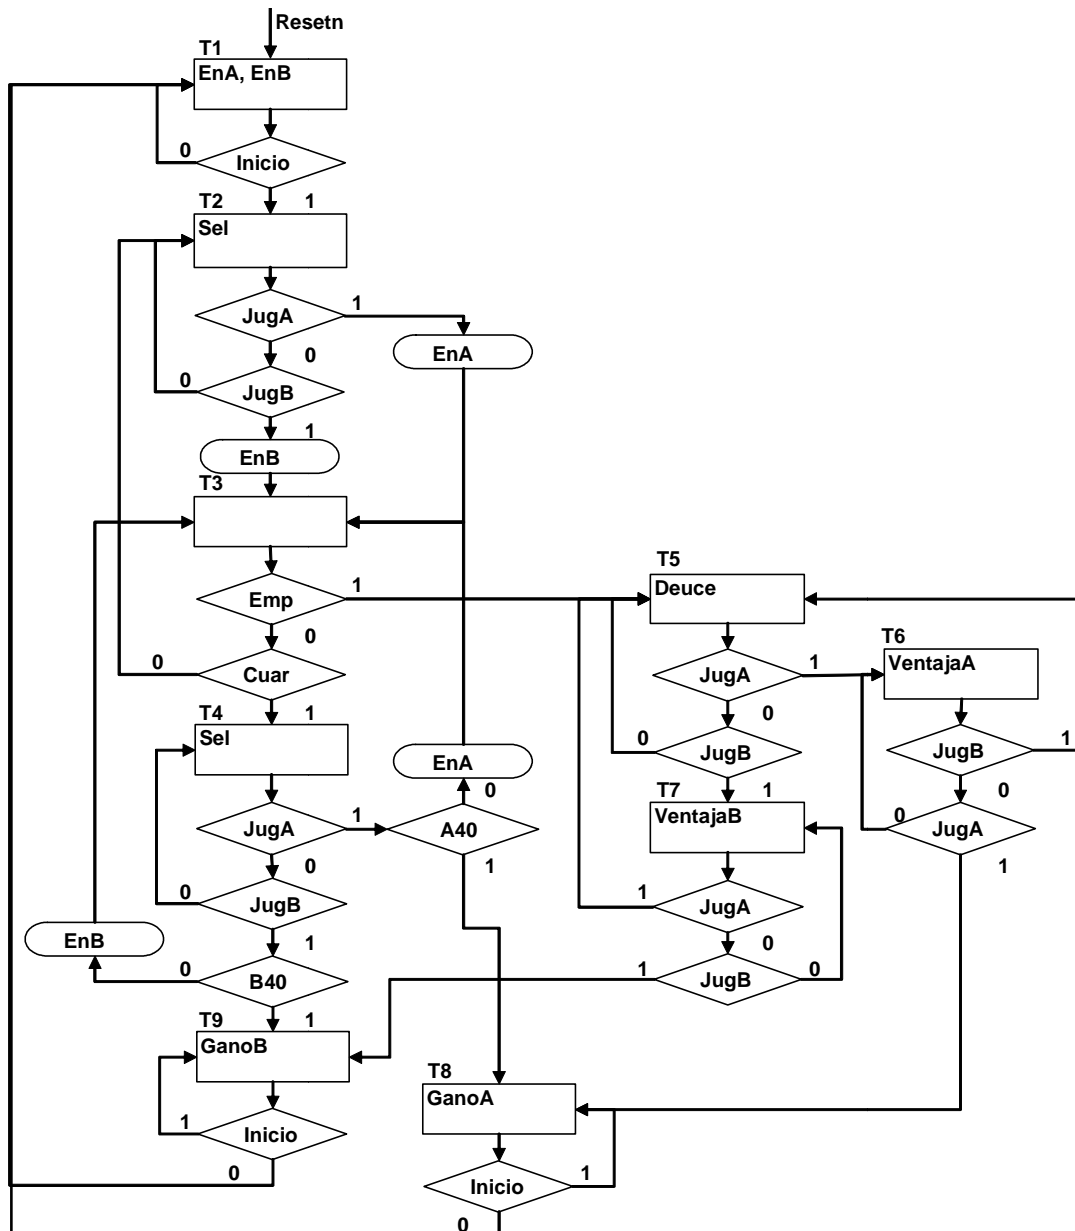 Resetn
T1
EnA, EnB
0
Inicio
1
T2
Sel
JugA
1
EnA
0
0
JugB
1
EnB
T3
Emp
1
0
0
Cuar
1
T4
Sel
EnA
0
JugA
1
A40
1
0
0
JugB
1
EnB
0
B40
1
T9
GanoB
1
Inicio
0
T5
Deuce
JugA
1
0
0
JugB
1
T6
VentajaA
JugB
1
0
0
JugA
1
T7
VentajaB
1
JugA
0
1
JugB
0
T8
GanoA
Inicio
1
0